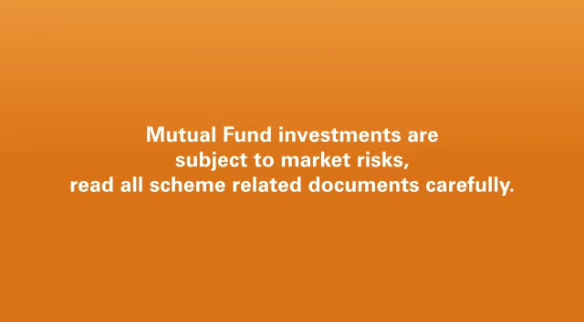 Mutual Fund investments are
subject to market risks,
read all scheme related documents carefully.